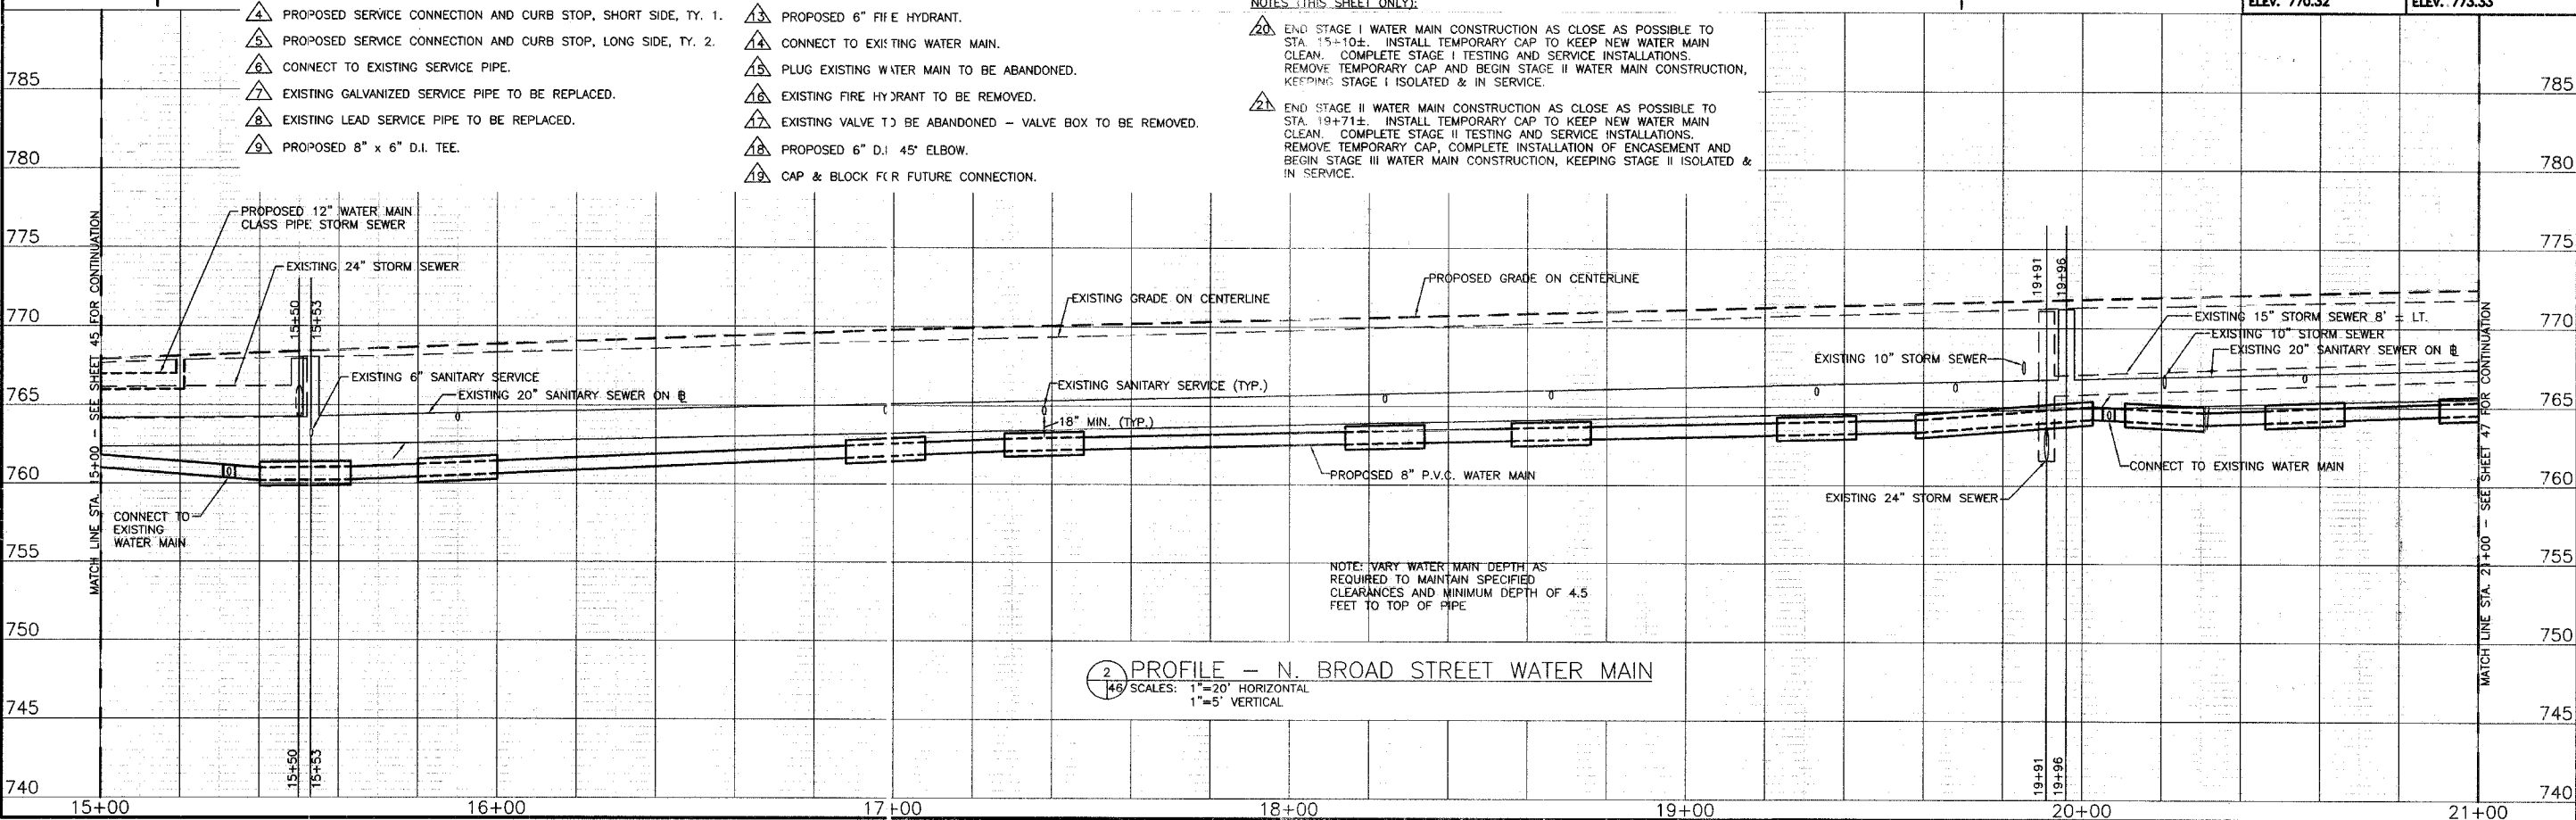 4 PROPOSED SERVICE CONNECTION AND CURB STOP, SHORT SIDE, TY. 1.
5 PROPOSED SERVICE CONNECTION AND CURB STOP, LONG SIDE, TY. 2.
6 CONNECT TO EXISTING SERVICE PIPE.
7 EXISTING GALVANIZED SERVICE PIPE TO BE REPLACED.
8 EXISTING LEAD SERVICE PIPE TO BE REPLACED.
9 PROPOSED 8" x 6" D.I. TEE.
13 PROPOSED 6" FIRE HYDRANT.
14 CONNECT TO EXISTING WATER MAIN.
15 PLUG EXISTING WATER MAIN TO BE ABANDONED.
16 EXISTING FIRE HYDRANT TO BE REMOVED.
17 EXISTING VALVE TO BE ABANDONED - VALVE BOX TO BE REMOVED.
18 PROPOSED 6" D.I 45° ELBOW.
19 CAP & BLOCK FOR FUTURE CONNECTION.
NOTES (THIS SHEET ONLY):
20 END STAGE I WATER MAIN CONSTRUCTION AS CLOSE AS POSSIBLE TO
STA. 15+10±. INSTALL TEMPORARY CAP TO KEEP NEW WATER MAIN
CLEAN. COMPLETE STAGE I TESTING AND SERVICE INSTALLATIONS.
REMOVE TEMPORARY CAP AND BEGIN STAGE II WATER MAIN CONSTRUCTION,
KEEPING STAGE I ISOLATED & IN SERVICE.
21 END STAGE II WATER MAIN CONSTRUCTION AS CLOSE AS POSSIBLE TO
STA. 19+71±. INSTALL TEMPORARY CAP TO KEEP NEW WATER MAIN
CLEAN. COMPLETE STAGE II TESTING AND SERVICE INSTALLATIONS.
REMOVE TEMPORARY CAP, COMPLETE INSTALLATION OF ENCASEMENT AND
BEGIN STAGE III WATER MAIN CONSTRUCTION, KEEPING STAGE II ISOLATED &
IN SERVICE.
ELEV. 770.32
ELEV. 773.33
785
780
775
770
765
760
755
750
745
740
MATCH LINE STA. 15+00 - SEE SHEET 45 FOR CONTINUATION
PROPOSED 12" WATER MAIN
CLASS PIPE STORM SEWER
EXISTING 24" STORM SEWER
15+50
15+53
EXISTING 6" SANITARY SERVICE
EXISTING 20" SANITARY SEWER ON ℄
CONNECT TO
EXISTING
WATER MAIN
EXISTING GRADE ON CENTERLINE
PROPOSED GRADE ON CENTERLINE
EXISTING SANITARY SERVICE (TYP.)
18" MIN. (TYP.)
PROPOSED 8" P.V.C. WATER MAIN
19+91
19+96
EXISTING 10" STORM SEWER
EXISTING 15" STORM SEWER 8' ± LT.
EXISTING 10" STORM SEWER
EXISTING 20" SANITARY SEWER ON ℄
CONNECT TO EXISTING WATER MAIN
EXISTING 24" STORM SEWER
NOTE: VARY WATER MAIN DEPTH AS
REQUIRED TO MAINTAIN SPECIFIED
CLEARANCES AND MINIMUM DEPTH OF 4.5
FEET TO TOP OF PIPE
2
46
PROFILE - N. BROAD STREET WATER MAIN
SCALES: 1"=20' HORIZONTAL
1"=5' VERTICAL
MATCH LINE STA. 21+00 - SEE SHEET 47 FOR CONTINUATION
785
780
775
770
765
760
755
750
745
740
15+50
15+53
19+91
19+96
15+00
16+00
17+00
18+00
19+00
20+00
21+00